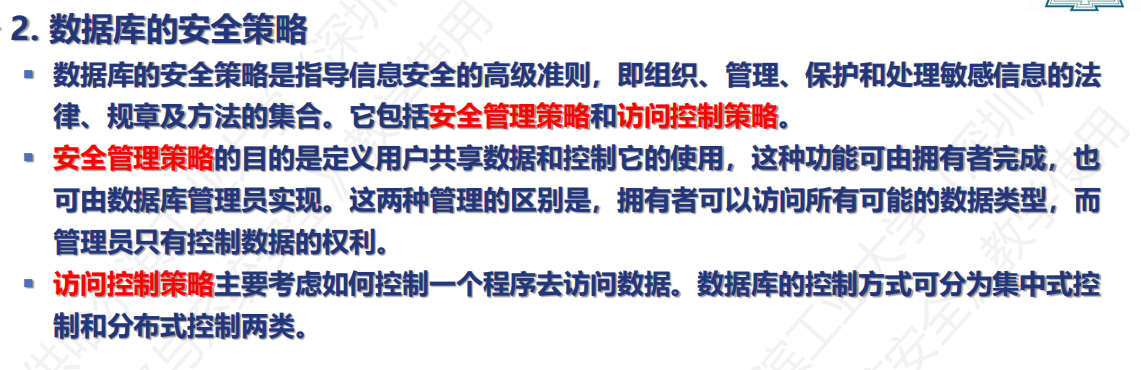 2. 数据库的安全策略
数据库的安全策略是指导信息安全的高级准则，即组织、管理、保护和处理敏感信息的法
律、规章及方法的集合。它包括安全管理策略和访问控制策略。
安全管理策略的目的是定义用户共享数据和控制它的使用，这种功能可由拥有者完成，也
可由数据库管理员实现。这两种管理的区别是，拥有者可以访问所有可能的数据类型，而
管理员只有控制数据的权利。
访问控制策略主要考虑如何控制一个程序去访问数据。数据库的控制方式可分为集中式控
制和分布式控制两类。